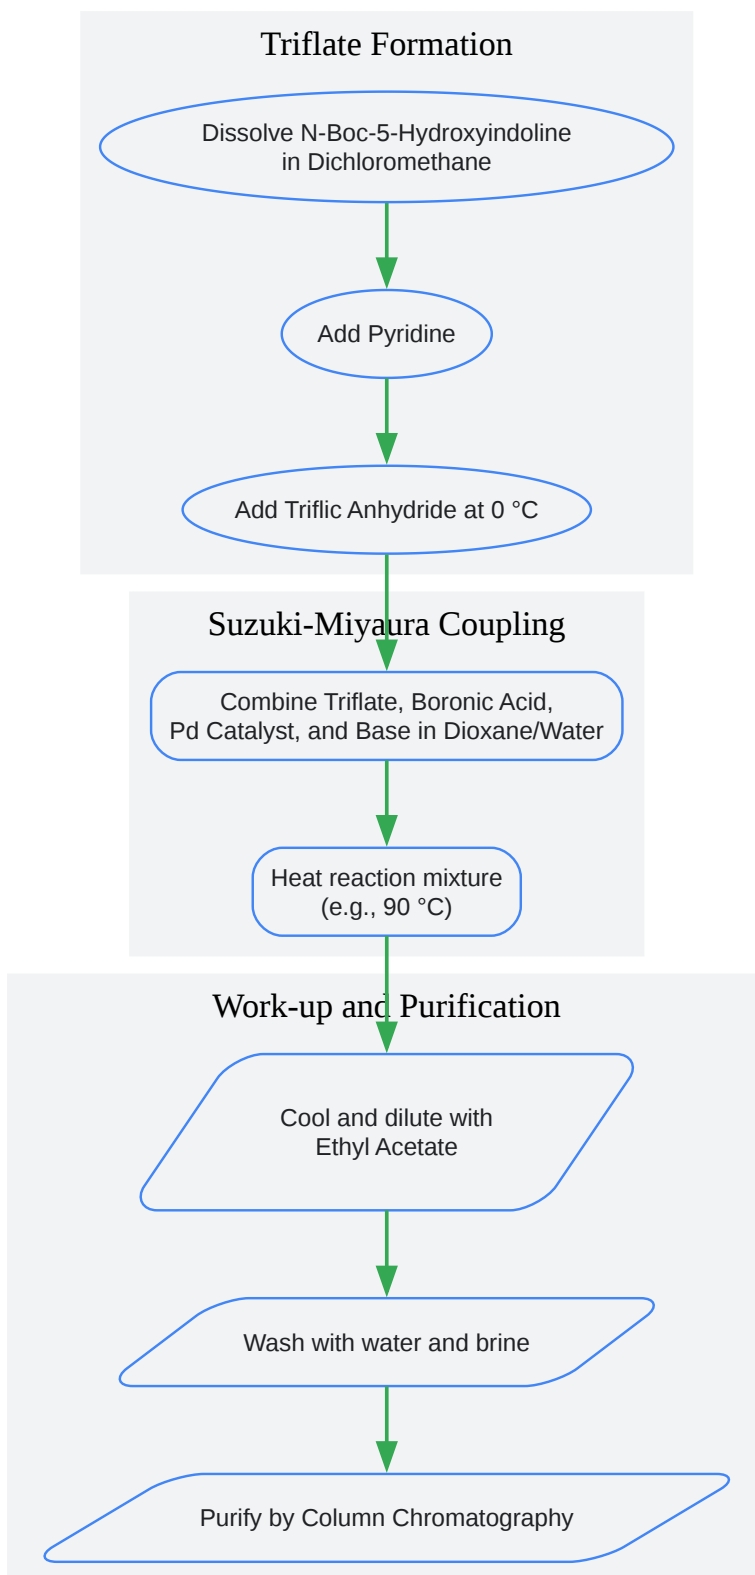 Triflate Formation
Dissolve N-Boc-5-Hydroxyindoline
in Dichloromethane
Add Pyridine
Add Triflic Anhydride at 0 °C
Suzuki-Miyaura Coupling
Combine Triflate, Boronic Acid,
Pd Catalyst, and Base in Dioxane/Water
Heat reaction mixture
(e.g., 90 °C)
Work-up and Purification
Cool and dilute with
Ethyl Acetate
Wash with water and brine
Purify by Column Chromatography